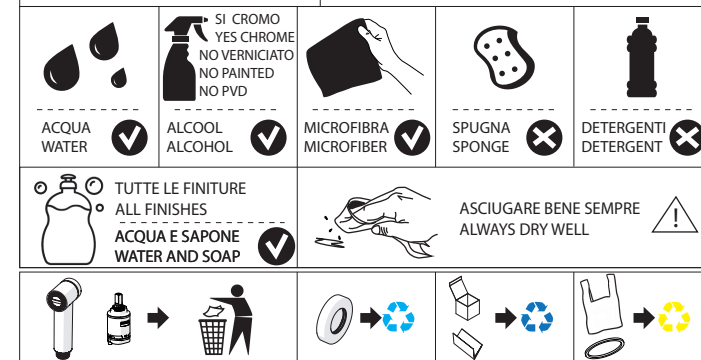 SI CROMO
YES CHROME
NO VERNICIATO
NO PAINTED
NO PVD
ACQUA
WATER
ALCOOL
ALCOHOL
MICROFIBRA
MICROFIBER
SPUGNA
SPONGE
DETERGENTI
DETERGENT
TUTTE LE FINITURE
ALL FINISHES
ACQUA E SAPONE
WATER AND SOAP
ASCIUGARE BENE SEMPRE
ALWAYS DRY WELL
!